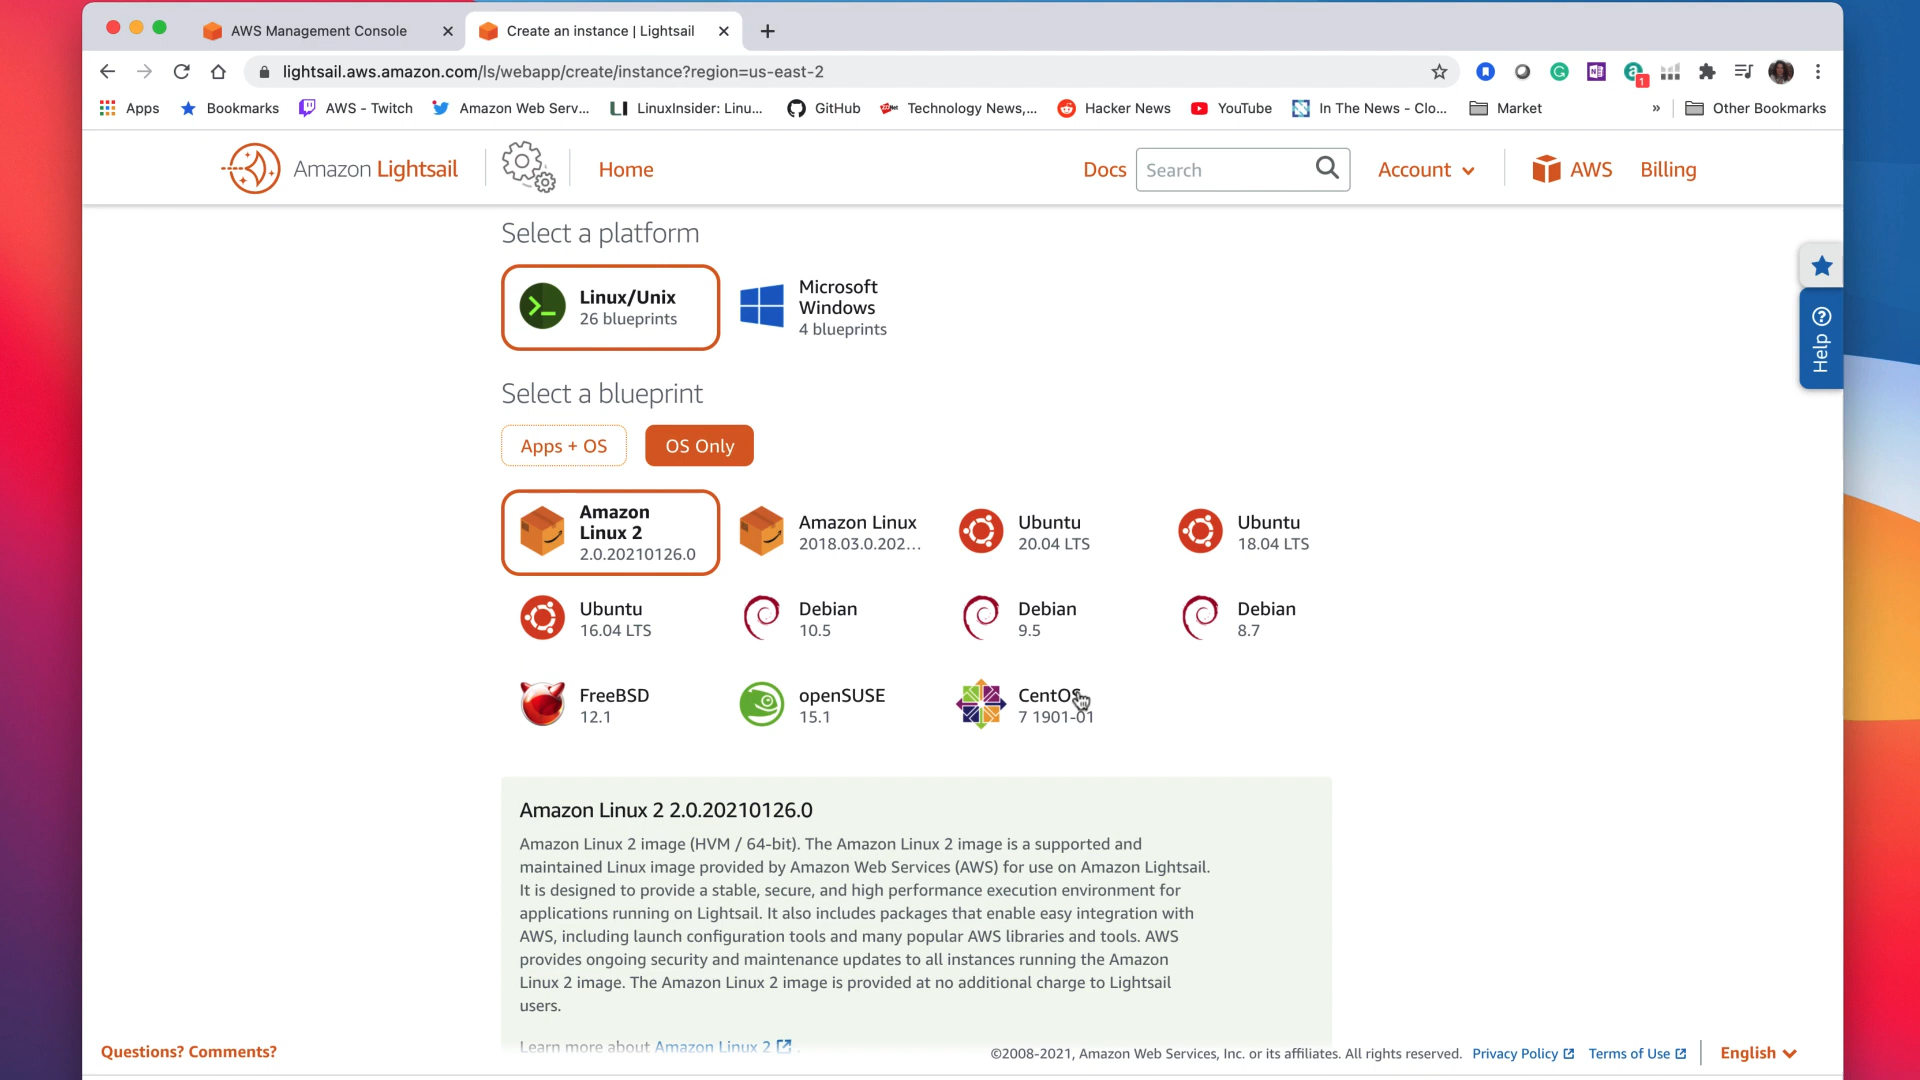 AWS Management Console
Create an instance | Lightsail
lightsail.aws.amazon.com/ls/webapp/create/instance?region=us-east-2
1
Apps
Bookmarks
AWS - Twitch
Amazon Web Serv...
LinuxInsider: Linu...
GitHub
Technology News,...
Hacker News
YouTube
In The News - Clo...
Market
»
Other Bookmarks
Amazon Lightsail
Home
Docs
Search
Account
AWS
Billing
Select a platform
Linux/Unix
26 blueprints
Microsoft
Windows
4 blueprints
Help
Select a blueprint
Apps + OS
OS Only
Amazon
Linux 2
2.0.20210126.0
Amazon Linux
2018.03.0.202...
Ubuntu
20.04 LTS
Ubuntu
18.04 LTS
Ubuntu
16.04 LTS
Debian
10.5
Debian
9.5
Debian
8.7
FreeBSD
12.1
openSUSE
15.1
CentOS
7 1901-01
Amazon Linux 2 2.0.20210126.0
Amazon Linux 2 image (HVM / 64-bit). The Amazon Linux 2 image is a supported and
maintained Linux image provided by Amazon Web Services (AWS) for use on Amazon Lightsail.
It is designed to provide a stable, secure, and high performance execution environment for
applications running on Lightsail. It also includes packages that enable easy integration with
AWS, including launch configuration tools and many popular AWS libraries and tools. AWS
provides ongoing security and maintenance updates to all instances running the Amazon
Linux 2 image. The Amazon Linux 2 image is provided at no additional charge to Lightsail
users.
Learn more about Amazon Linux 2 .
Questions? Comments?
©2008-2021, Amazon Web Services, Inc. or its affiliates. All rights reserved.
Privacy Policy
Terms of Use
English